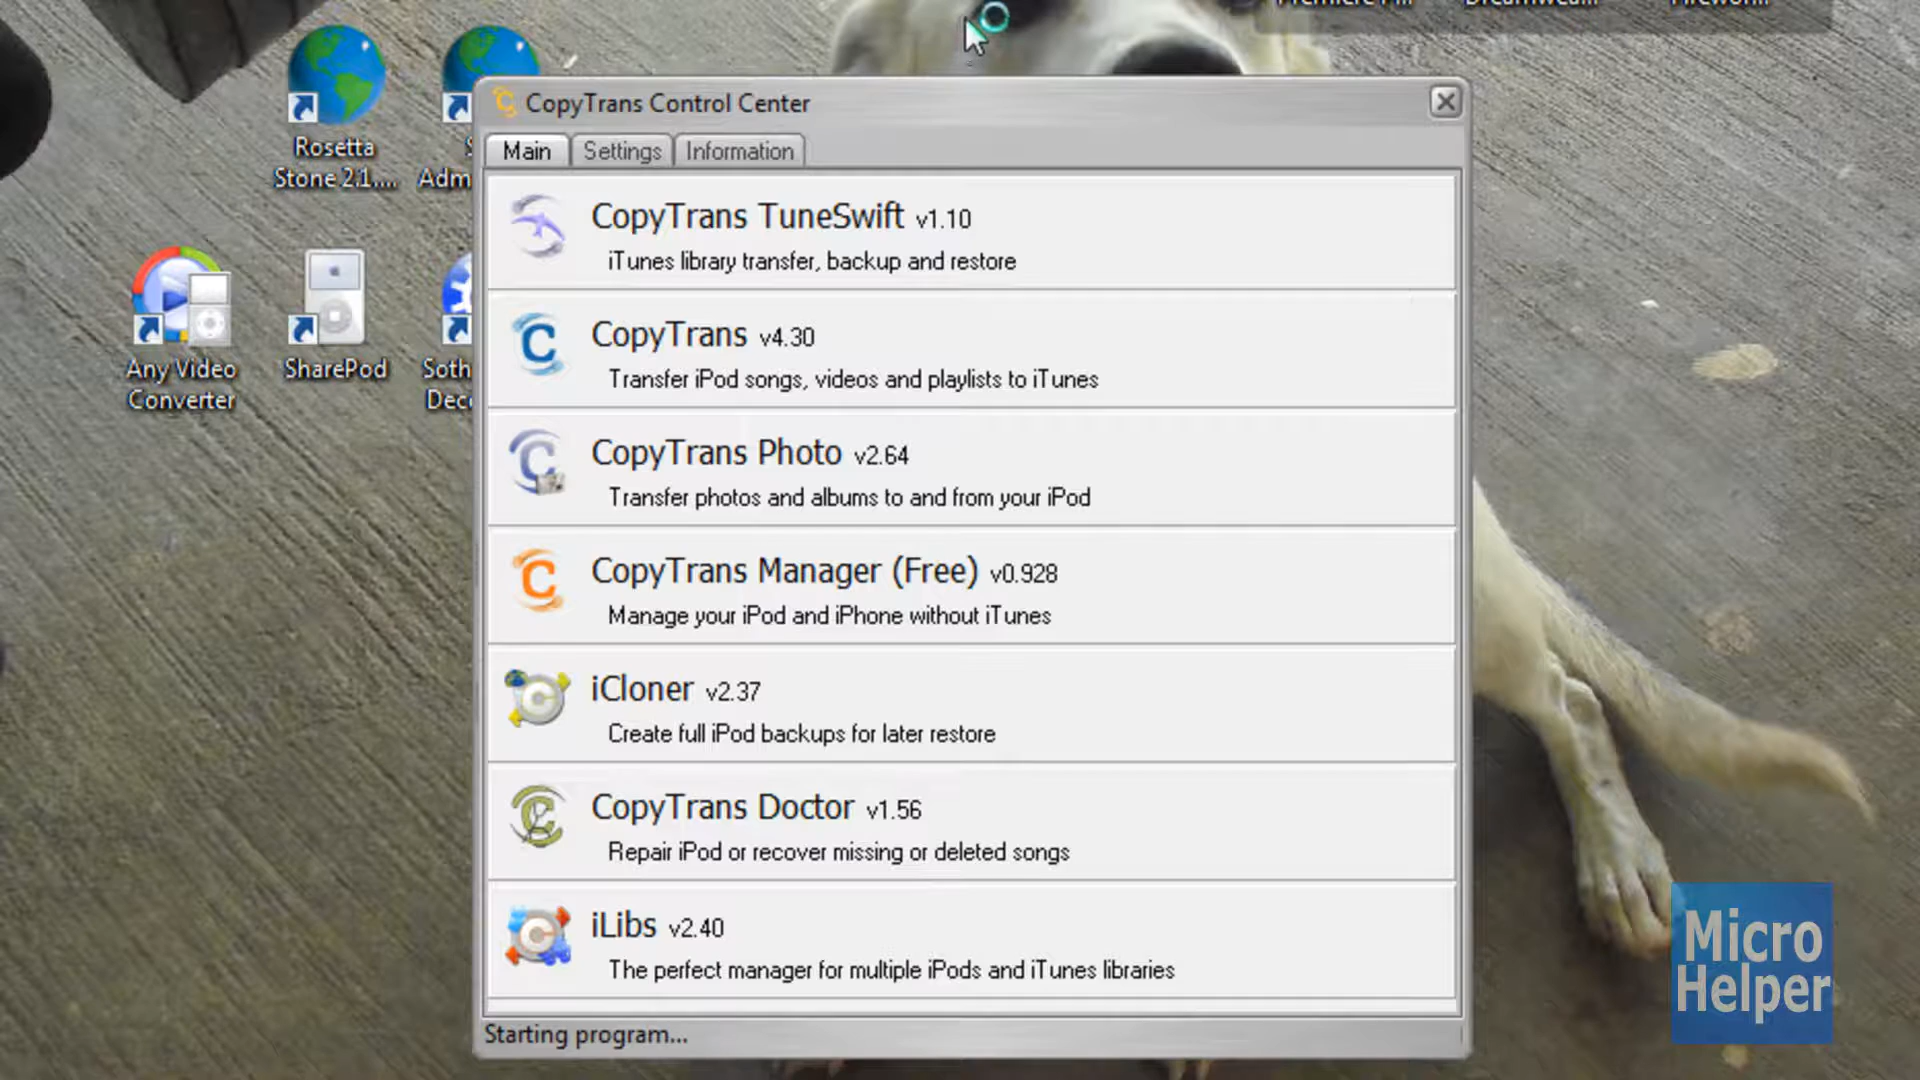 Rosetta
Stone 2.1....
Adm
Any Video
Converter
SharePod
Soth
Deco
CopyTrans Control Center
Main
Settings
Information
CopyTrans TuneSwift v1.10
iTunes library transfer, backup and restore
CopyTrans v4.30
Transfer iPod songs, videos and playlists to iTunes
CopyTrans Photo v2.64
Transfer photos and albums to and from your iPod
CopyTrans Manager (Free) v0.928
Manage your iPod and iPhone without iTunes
iCloner v2.37
Create full iPod backups for later restore
CopyTrans Doctor v1.56
Repair iPod or recover missing or deleted songs
iLibs v2.40
The perfect manager for multiple iPods and iTunes libraries
Starting program...
Micro
Helper